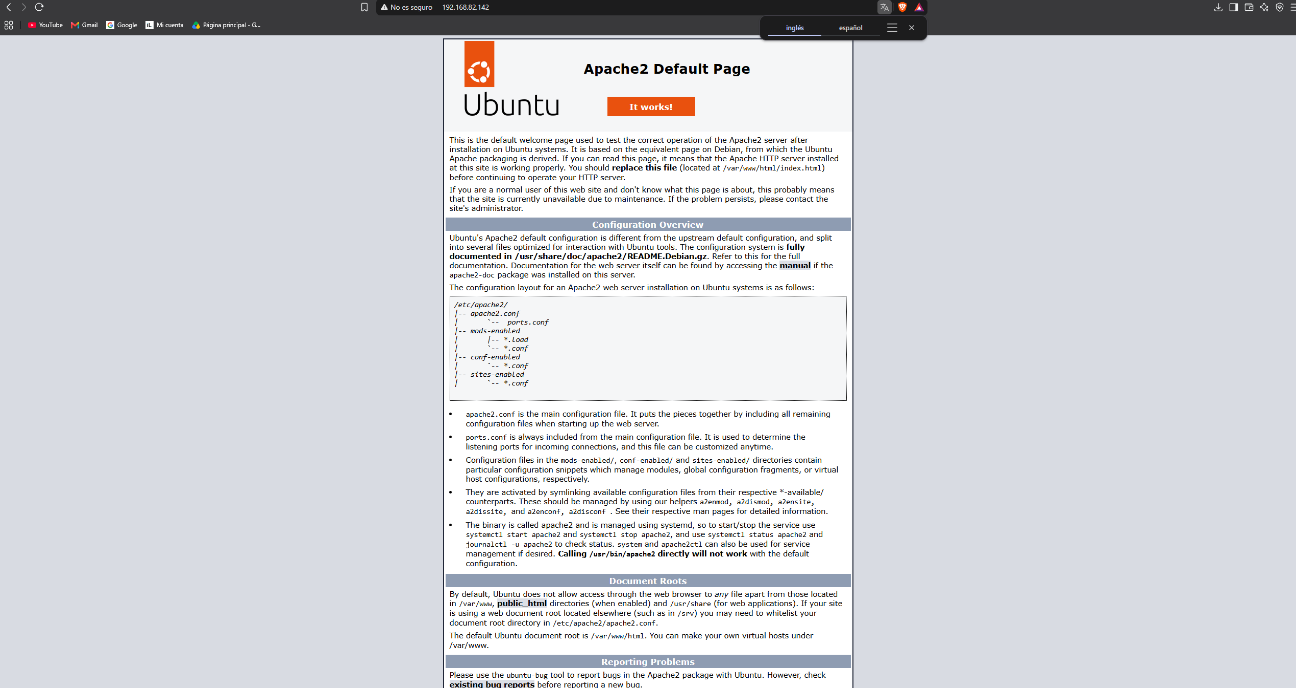 No es seguro 192.168.82.142
YouTube Gmail Google Mi cuenta Página principal - G...
inglés español
Ubuntu
Apache2 Default Page
It works!
This is the default welcome page used to test the correct operation of the Apache2 server after
installation on Ubuntu systems. It is based on the equivalent page on Debian, from which the Ubuntu
Apache packaging is derived. If you can read this page, it means that the Apache HTTP server installed
at this site is working properly. You should replace this file (located at /var/www/html/index.html)
before continuing to operate your HTTP server.
If you are a normal user of this web site and don't know what this page is about, this probably means
that the site is currently unavailable due to maintenance. If the problem persists, please contact the
site's administrator.
Configuration Overview
Ubuntu's Apache2 default configuration is different from the upstream default configuration, and split
into several files optimized for interaction with Ubuntu tools. The configuration system is fully
documented in /usr/share/doc/apache2/README.Debian.gz. Refer to this for the full
documentation. Documentation for the web server itself can be found by accessing the manual if the
apache2-doc package was installed on this server.
The configuration layout for an Apache2 web server installation on Ubuntu systems is as follows:
/etc/apache2/
|-- apache2.conf
|       `--  ports.conf
|-- mods-enabled
|       |-- *.load
|       `-- *.conf
|-- conf-enabled
|       `-- *.conf
|-- sites-enabled
|       `-- *.conf
• apache2.conf is the main configuration file. It puts the pieces together by including all remaining
configuration files when starting up the web server.
• ports.conf is always included from the main configuration file. It is used to determine the
listening ports for incoming connections, and this file can be customized anytime.
• Configuration files in the mods-enabled/, conf-enabled/ and sites-enabled/ directories contain
particular configuration snippets which manage modules, global configuration fragments, or virtual
host configurations, respectively.
• They are activated by symlinking available configuration files from their respective *-available/
counterparts. These should be managed by using our helpers a2enmod, a2dismod, a2ensite,
a2dissite, and a2enconf, a2disconf . See their respective man pages for detailed information.
• The binary is called apache2 and is managed using systemd, so to start/stop the service use
systemctl start apache2 and systemctl stop apache2, and use systemctl status apache2 and
journalctl -u apache2 to check status. system and apache2ctl can also be used for service
management if desired. Calling /usr/bin/apache2 directly will not work with the default
configuration.
Document Roots
By default, Ubuntu does not allow access through the web browser to any file apart from those located
in /var/www, public_html directories (when enabled) and /usr/share (for web applications). If your site
is using a web document root located elsewhere (such as in /srv) you may need to whitelist your
document root directory in /etc/apache2/apache2.conf.
The default Ubuntu document root is /var/www/html. You can make your own virtual hosts under
/var/www.
Reporting Problems
Please use the ubuntu-bug tool to report bugs in the Apache2 package with Ubuntu. However, check
existing bug reports before reporting a new bug.